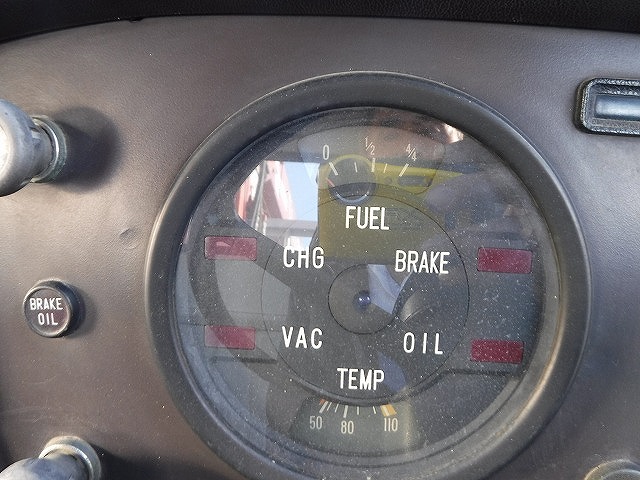 0 1/2 4/4
FUEL
CHG BRAKE
BRAKE
OIL
VAC OIL
TEMP
50 80 110